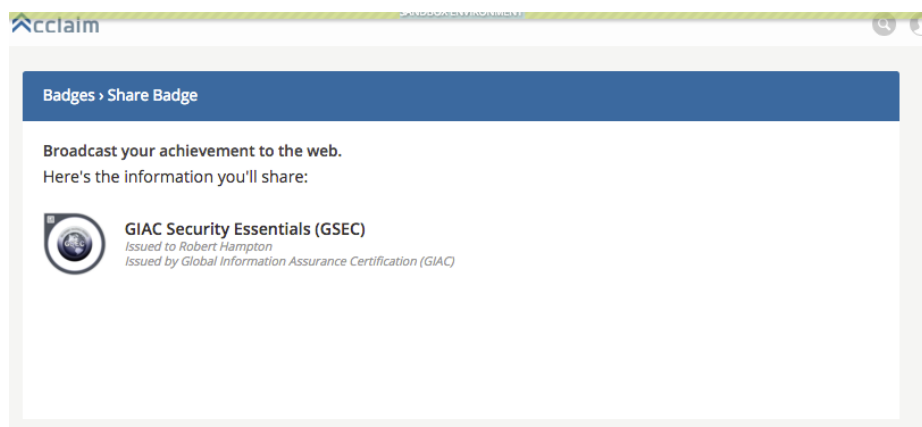 SANDBOX ENVIRONMENT
Acclaim
Badges › Share Badge
Broadcast your achievement to the web.
Here's the information you'll share:
GSEC
GIAC Security Essentials (GSEC)
Issued to Robert Hampton
Issued by Global Information Assurance Certification (GIAC)